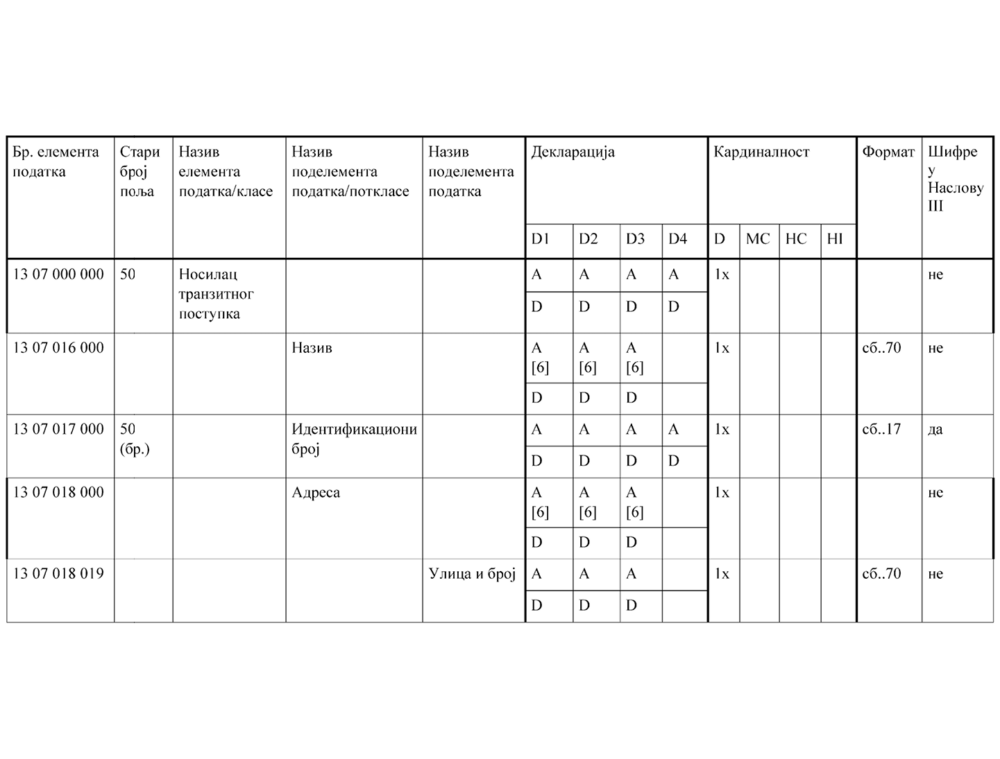 Бр. елемента податка | Стари број поља | Назив елемента податка/класе | Назив поделемента податка/поткласе | Назив поделемента податка | Декларација | Кардиналност | Формат | Шифре у Наслову III
D1 | D2 | D3 | D4 | D | MC | HC | HI
13 07 000 000 | 50 | Носилац транзитног поступка | A | A | A | A | 1x | не
D | D | D | D
13 07 016 000 | Назив | A [6] | A [6] | A [6] | 1x | сб..70 | не
D | D | D
13 07 017 000 | 50 (бр.) | Идентификациони број | A | A | A | A | 1x | сб..17 | да
D | D | D | D
13 07 018 000 | Адреса | A [6] | A [6] | A [6] | 1x | не
D | D | D
13 07 018 019 | Улица и број | A | A | A | 1x | сб..70 | не
D | D | D